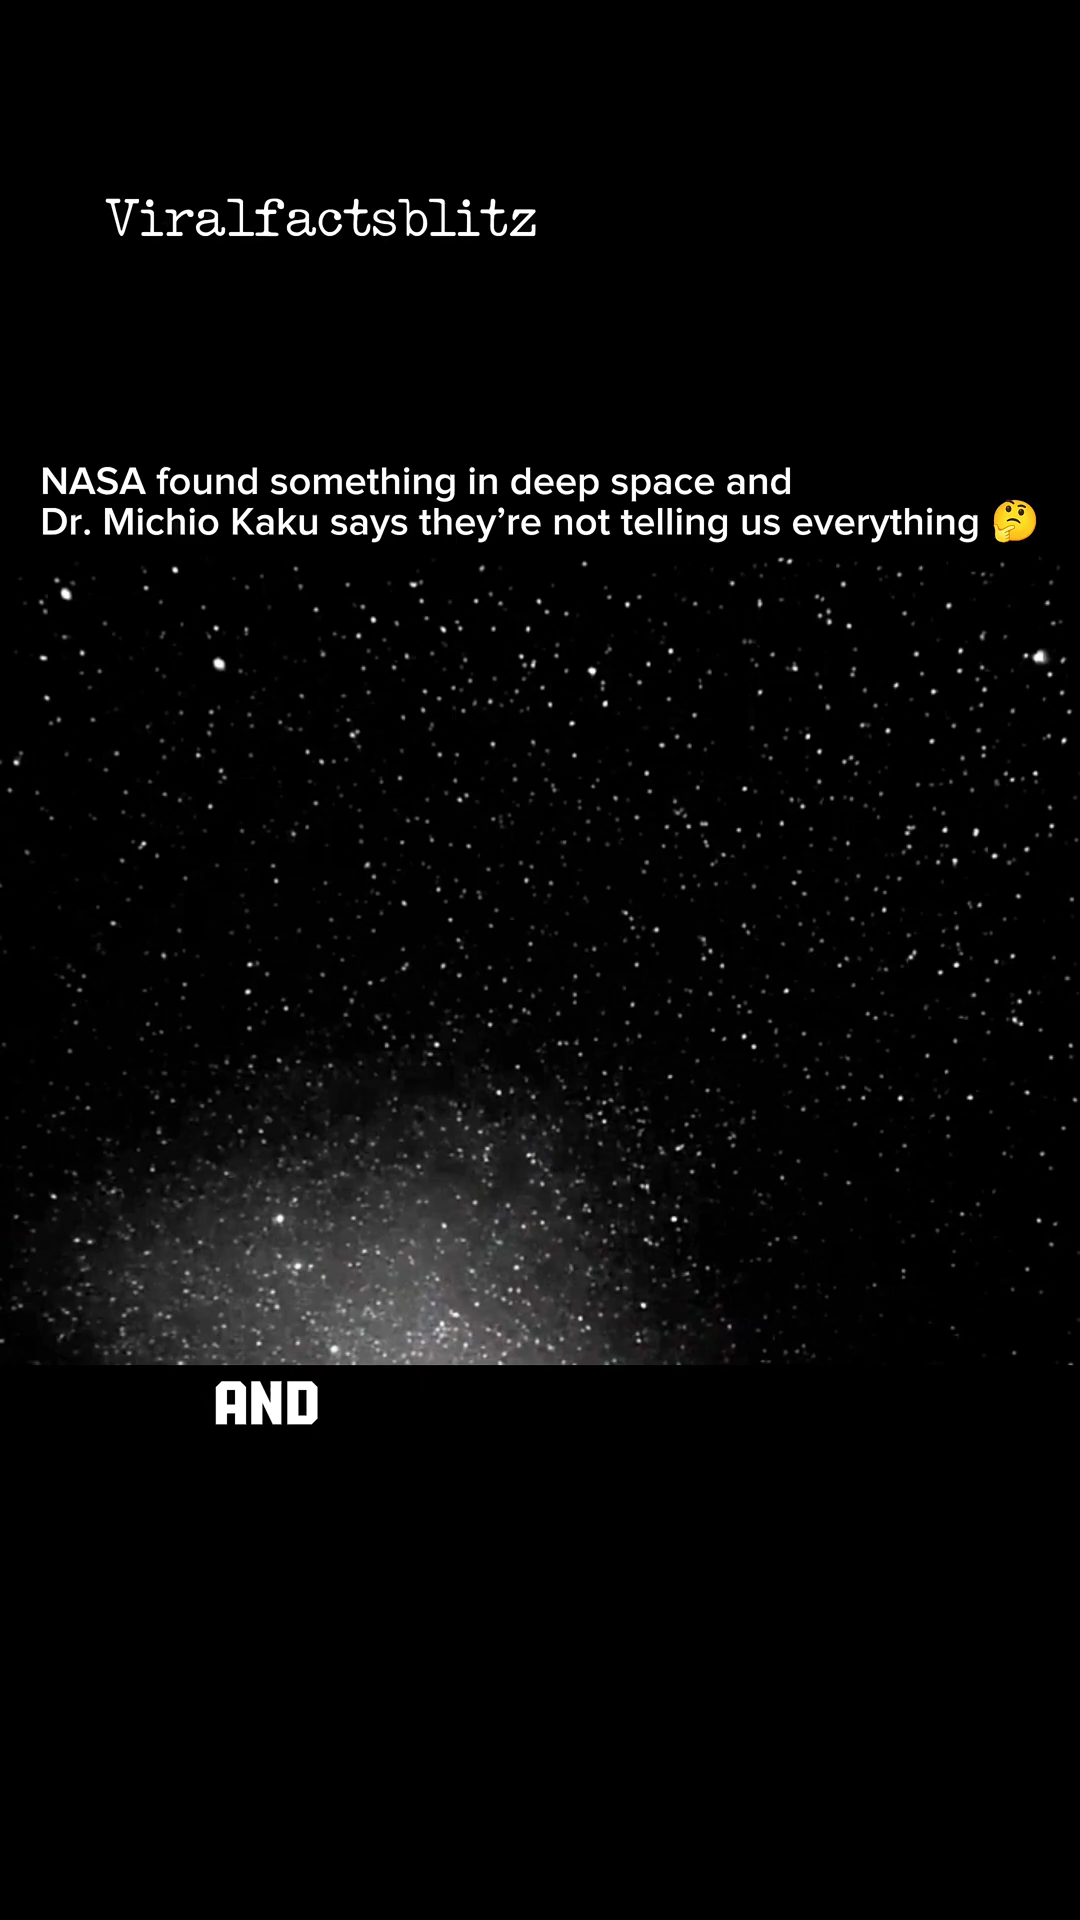 Viralfactsblitz
NASA found something in deep space and
Dr. Michio Kaku says they’re not telling us everything 🤔
AND